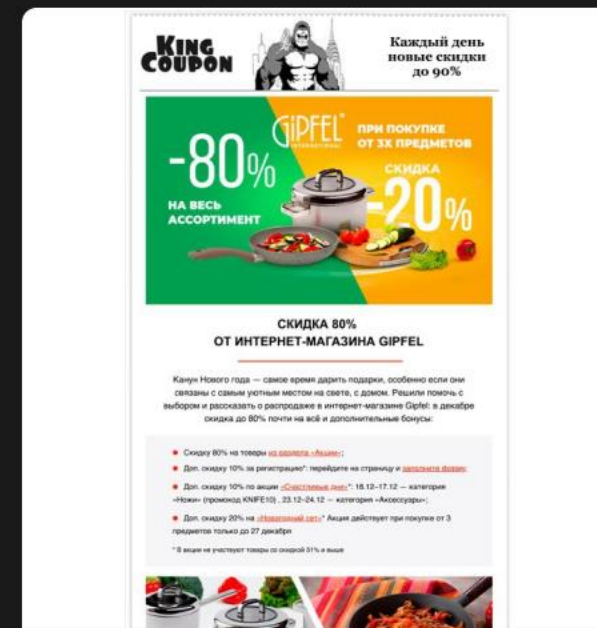 KING
COUPON
Каждый день
новые скидки
до 90%
GIPFEL
INTERNATIONAL
-80%
НА ВЕСЬ
АССОРТИМЕНТ
ПРИ ПОКУПКЕ
ОТ 3Х ПРЕДМЕТОВ
СКИДКА
-20%
СКИДКА 80%
ОТ ИНТЕРНЕТ-МАГАЗИНА GIPFEL
Канун Нового года — самое время дарить подарки, особенно если они
связаны с самым уютным местом на свете, с домом. Решили помочь с
выбором и рассказать о распродаже в интернет-магазине Gipfel: в декабре
скидка до 80% почти на всё и дополнительные бонусы:
Скидку 80% на товары из раздела «Акции»;
Доп. скидку 10% за регистрацию*: перейдите на страницу и заполните форму;
Доп. скидку 10% по акции «Счастливые дни»*: 16.12–17.12 — категория
«Ножи» (промокод KNIFE10) , 23.12–24.12 — категория «Аксессуары»;
Доп. скидку 20% на «Новогодний сет»* Акция действует при покупке от 3
предметов только до 27 декабря
* В акции не участвуют товары со скидкой 51% и выше